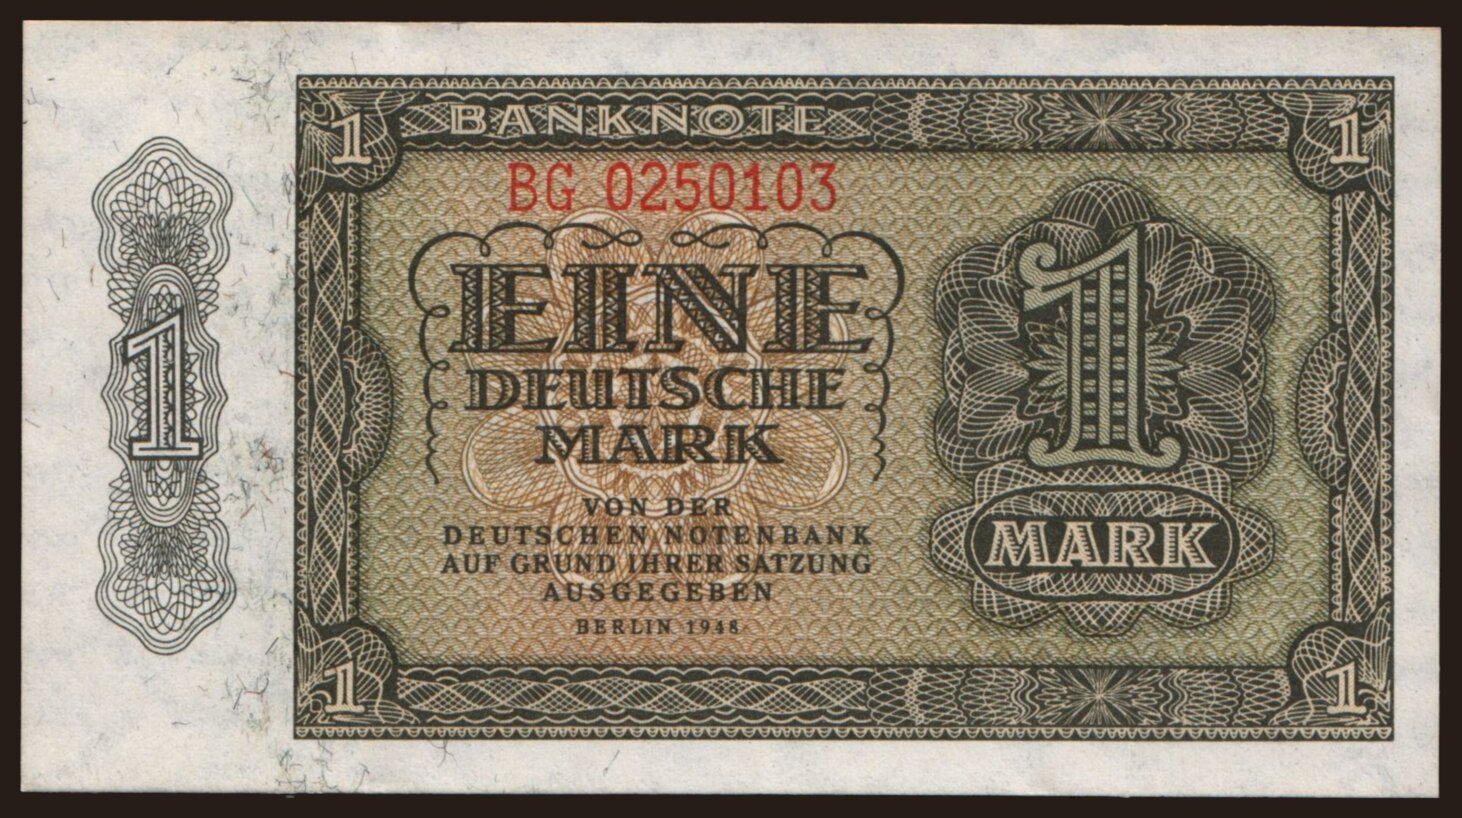 BANKNOTE
1
1
BG 0250103
EINE
DEUTSCHE
MARK
1
1
VON DER
DEUTSCHEN NOTENBANK
AUF GRUND IHRER SATZUNG
AUSGEGEBEN
BERLIN 1948
MARK
1
1